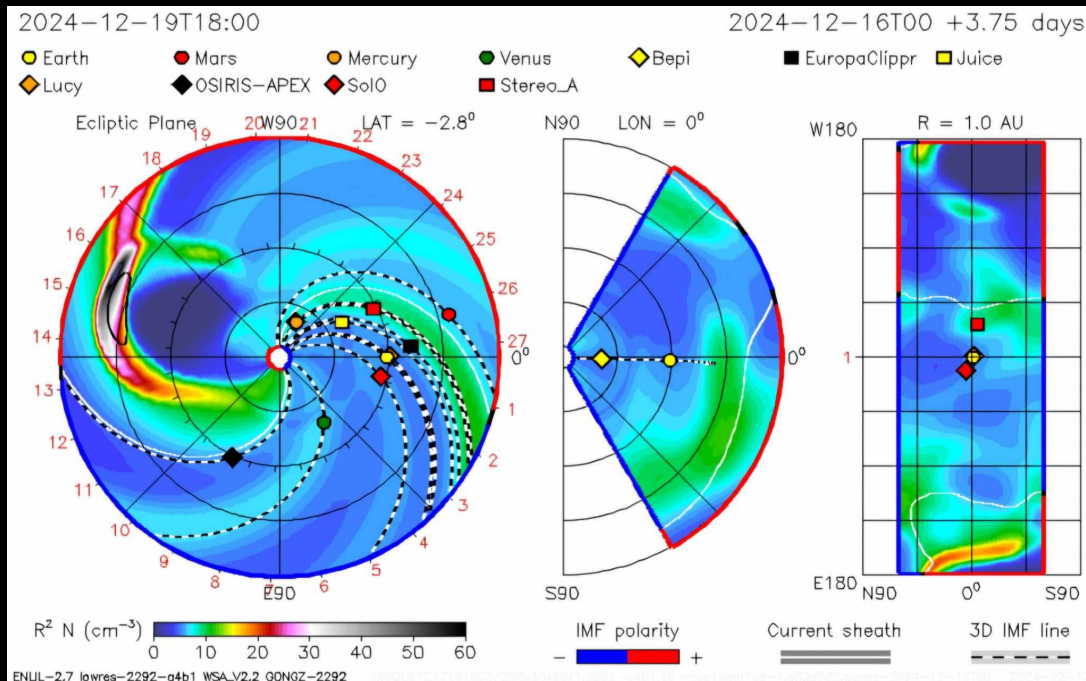 2024-12-19T18:00 2024-12-16T00 +3.75 days
Earth Mars Mercury Venus Bepi EuropaClippr Juice
Lucy OSIRIS-APEX SolO Stereo_A
Ecliptic Plane W90 LAT = -2.8° N90 LON = 0° W180 R = 1.0 AU
20 21
19 22
18 23
17 24
16 25
15 26
14 27 0° 0° 1
13
12 1
11 2
10 3
9 4
8 5
7 6
E90 S90 E180 N90 0° S90
R² N (cm⁻³) IMF polarity Current sheath 3D IMF line
0 10 20 30 40 50 60 - +
ENLIL-2.7 lowres-2292-a4b1 WSA_V2.2 GONGZ-2292